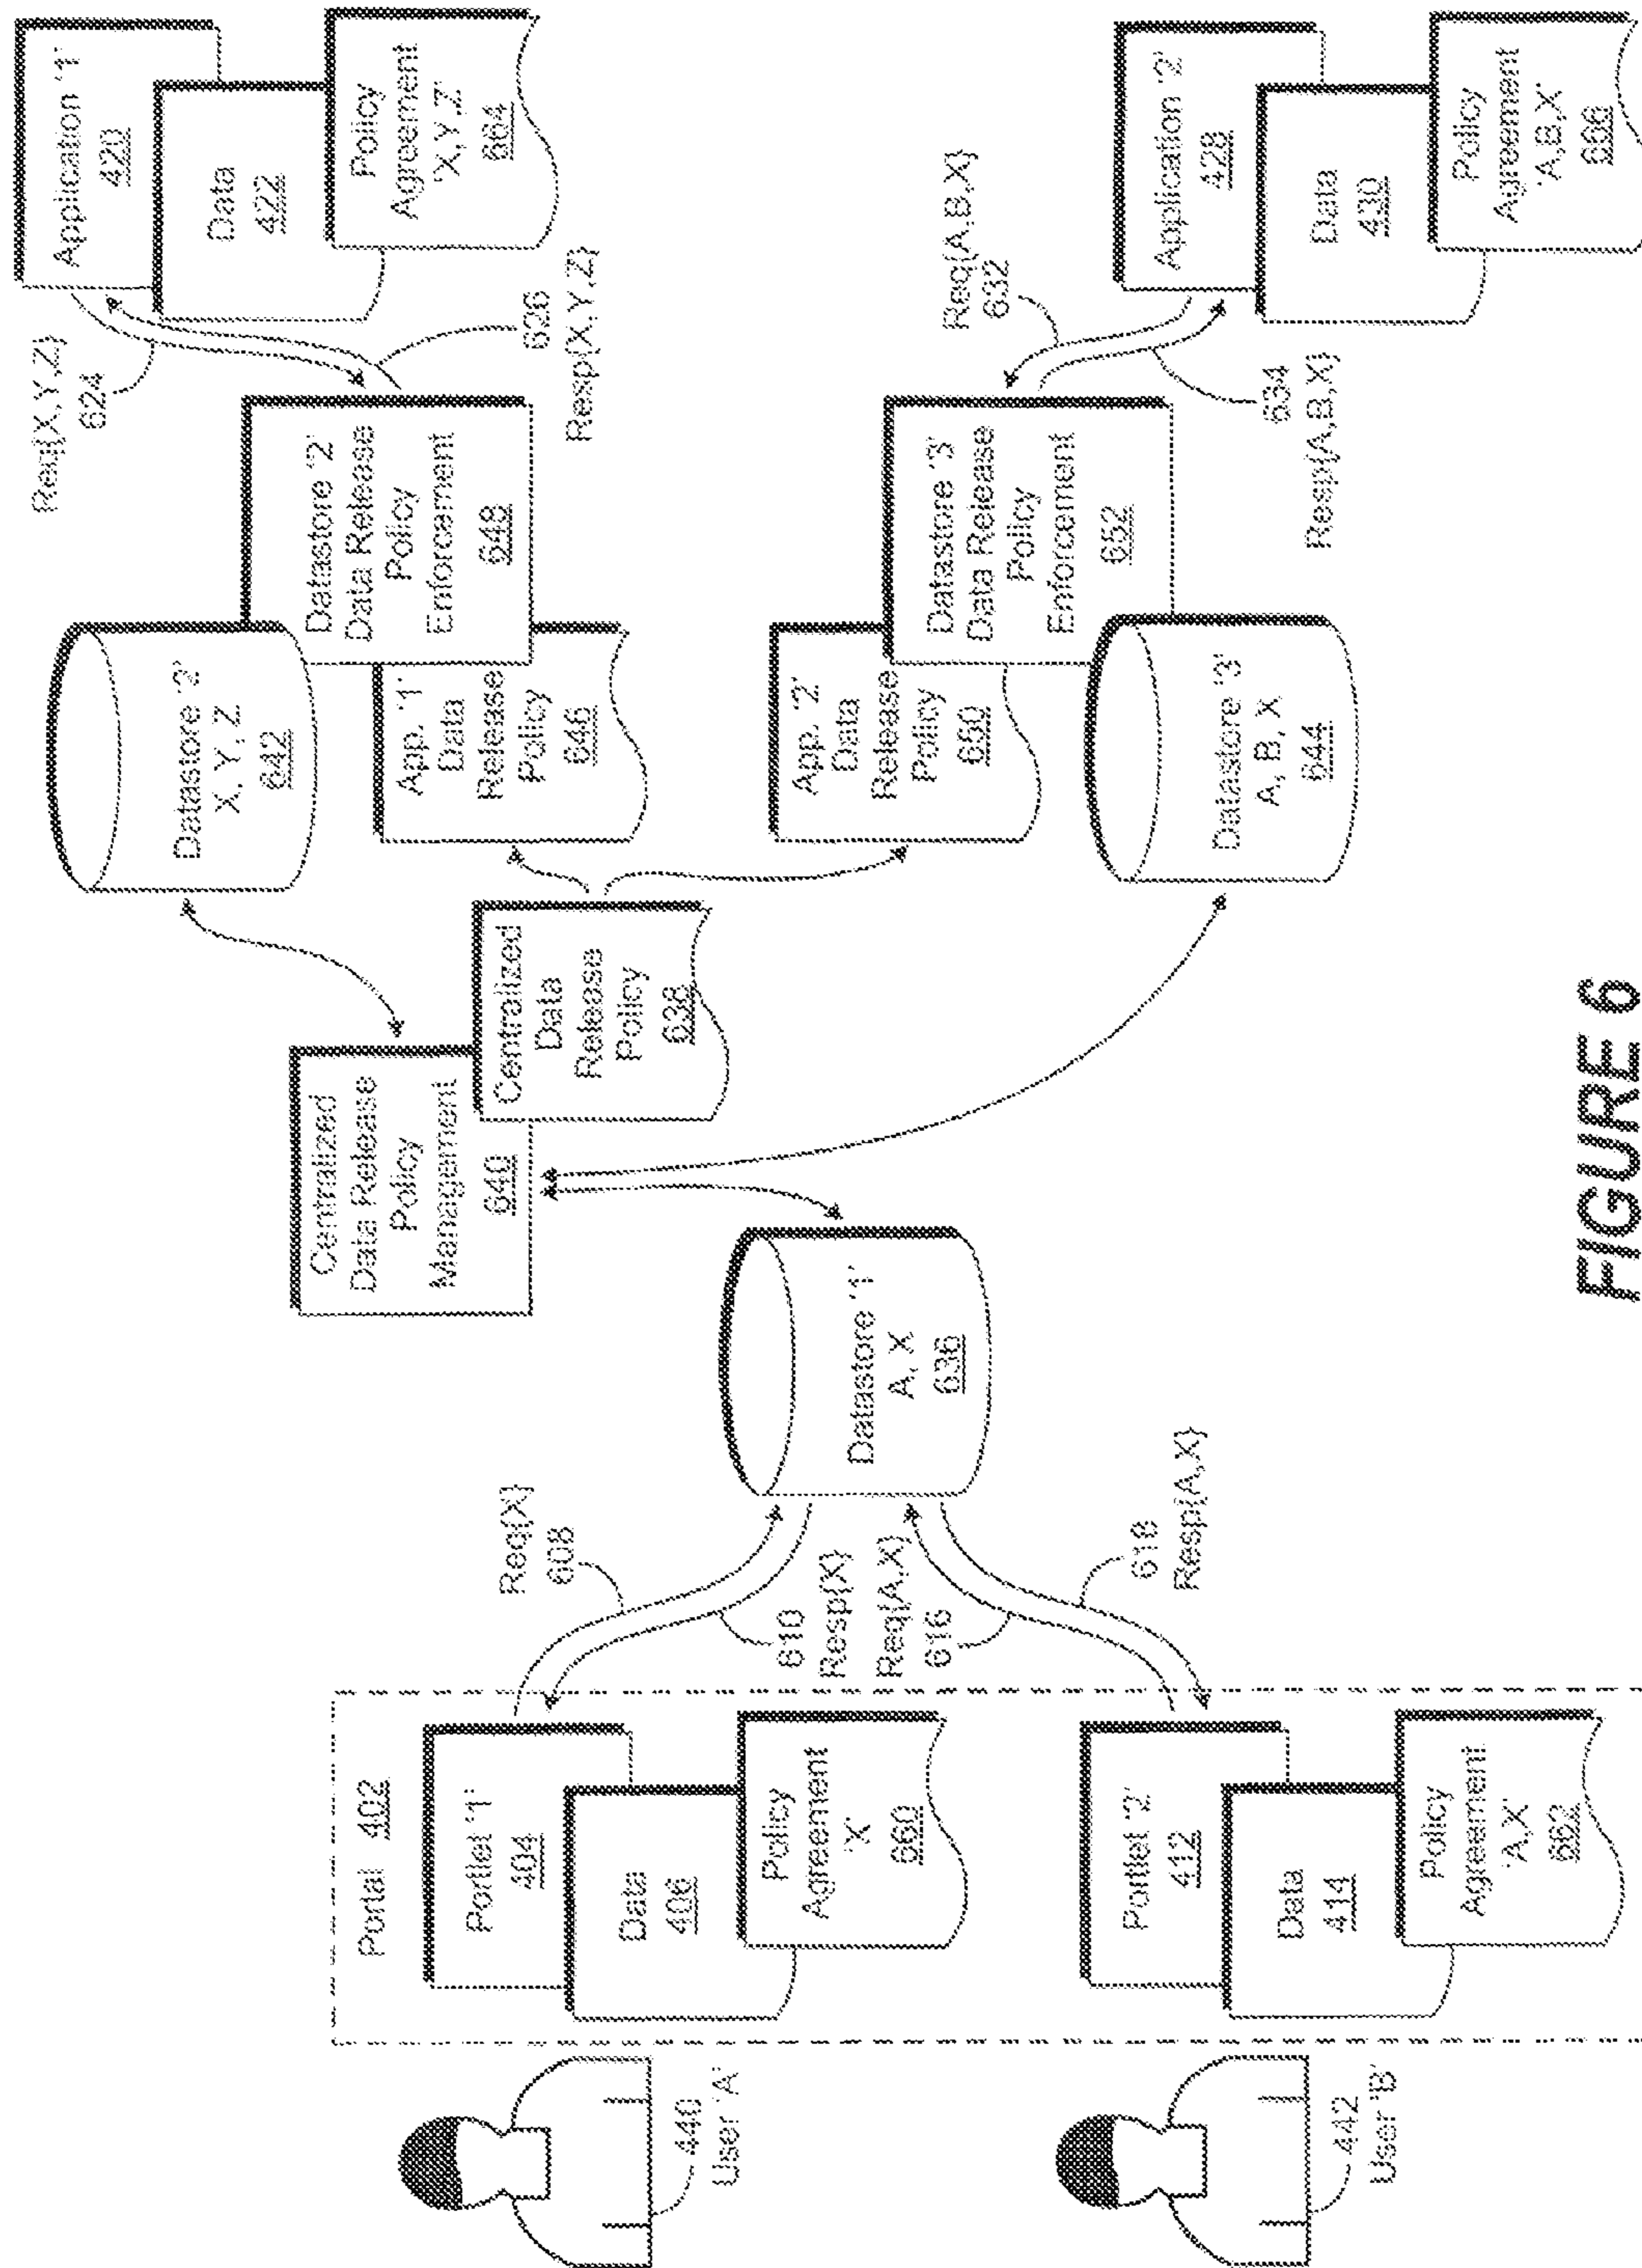 Portal 402
Portlet '1'
404
Data
406
Policy
Agreement
'X'
660
Portlet '2'
412
Data
414
Policy
Agreement
'A,X'
662
440
User 'A'
442
User 'B'
Req{X}
608
610
Resp{X}
Req{A,X}
616
618
Resp{A,X}
Datastore '1'
A, X
636
Centralized
Data Release
Policy
Management
640
Centralized
Data
Release
Policy
638
Datastore '2'
X, Y, Z
642
App. '1'
Data
Release
Policy
646
Datastore '2'
Data Release
Policy
Enforcement
648
App. '2'
Data
Release
Policy
650
Datastore '3'
Data Release
Policy
Enforcement
652
Datastore '3'
A, B, X
644
Req{X,Y,Z}
624
626
Resp{X,Y,Z}
Application '1'
420
Data
422
Policy
Agreement
'X,Y,Z'
664
Req{A,B,X}
632
634
Resp{A,B,X}
Application '2'
428
Data
430
Policy
Agreement
'A,B,X'
666
FIGURE 6